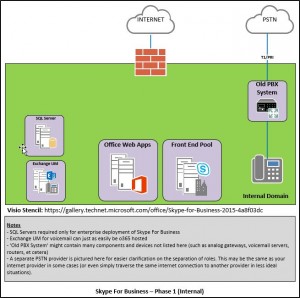 INTERNET
PSTN
T1/PRI
Old PBX
System
SQL Server
Exchange UM
Office Web Apps
Front End Pool
Internal Domain
Visio Stencil: https://gallery.technet.microsoft.com/office/Skype-for-Business-2015-4a8f03dc
Notes
- SQL Servers required only for enterprise deployment of Skype For Business
- Exchange UM for voicemail can just as easily be o365 hosted
- 'Old PBX System' might contain many components and devices not listed here (such as analog gateways, voicemail servers, routers, et cetera)
- A separate PSTN provider is pictured here for easier clarification on the separation of roles. This may be the same as your internet provider in some cases (or even simply traverse the same internet connection to another provider in less ideal situations).
Skype For Business – Phase 1 (Internal)